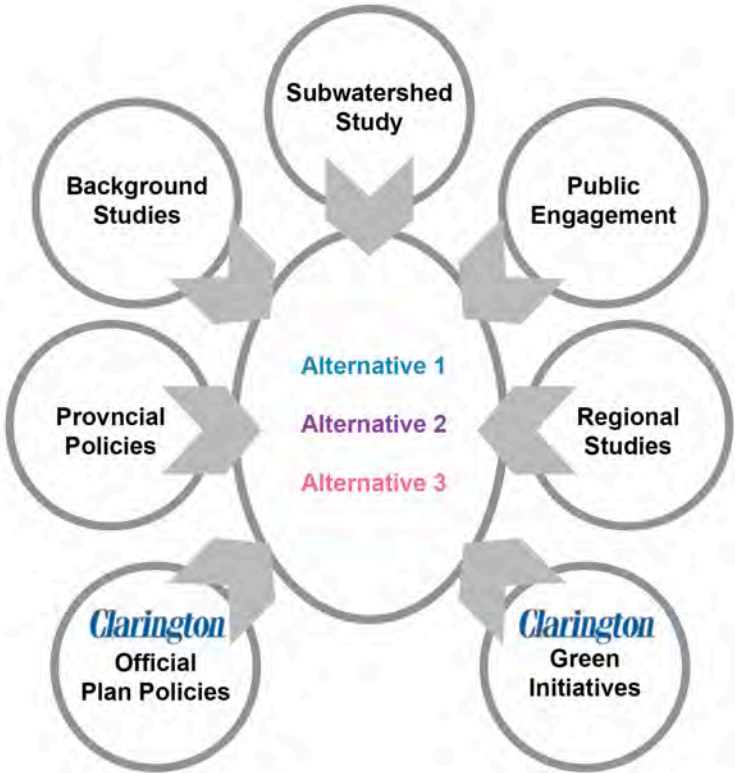 Subwatershed
Study
Background
Studies
Public
Engagement
Provncial
Policies
Alternative 1
Alternative 2
Alternative 3
Regional
Studies
Clarington
Official
Plan Policies
Clarington
Green
Initiatives